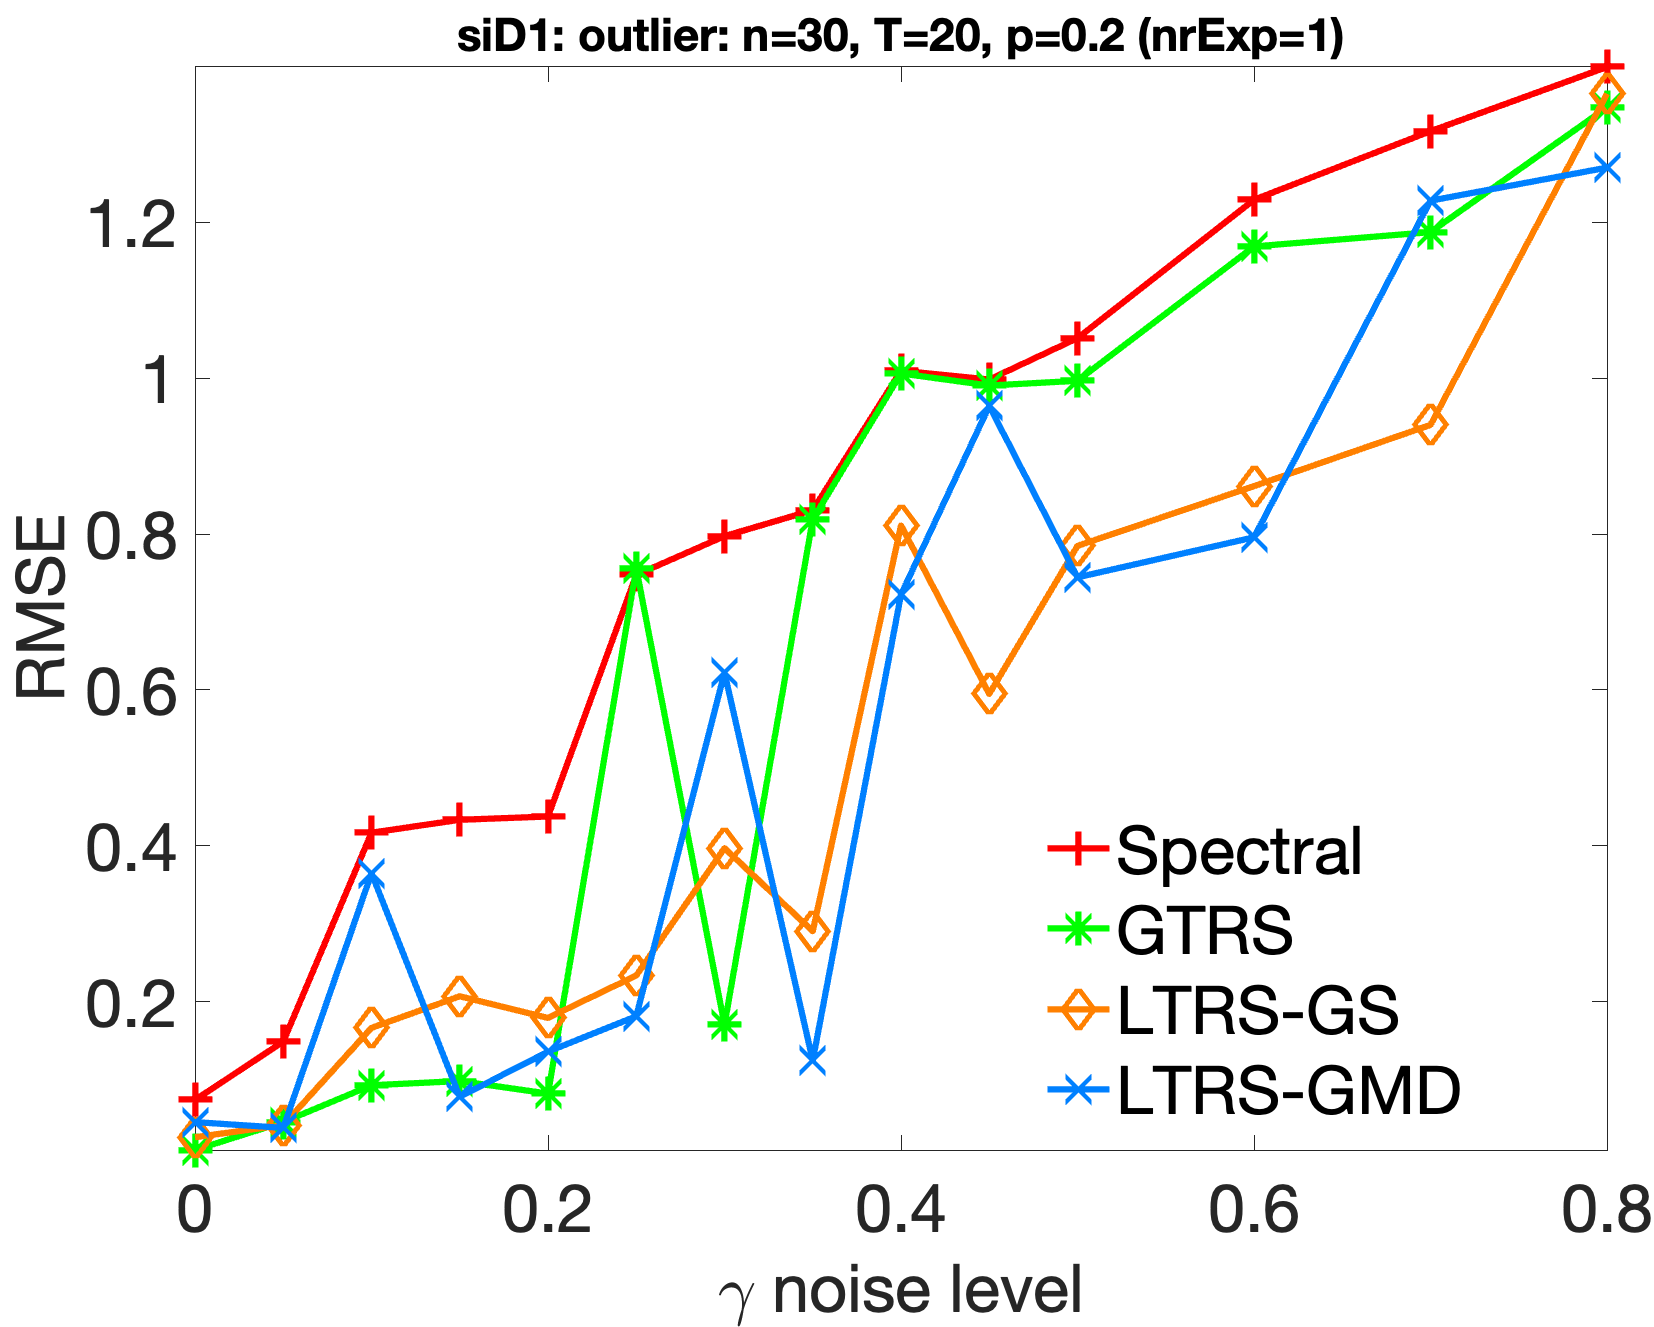 siD1: outlier: n=30, T=20, p=0.2 (nrExp=1)
RMSE
1.2
1
0.8
0.6
0.4
0.2
Spectral
GTRS
LTRS-GS
LTRS-GMD
0 0.2 0.4 0.6 0.8
γ noise level